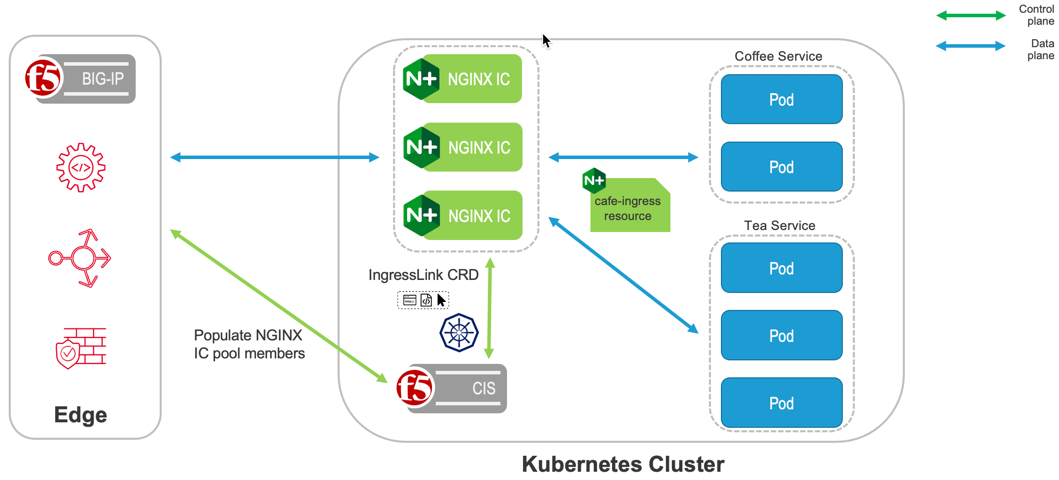 Control
plane
Data
plane
f5
BIG-IP
Edge
Populate NGINX
IC pool members
N+
NGINX IC
N+
NGINX IC
N+
NGINX IC
IngressLink CRD
f5
CIS
N+
cafe-ingress
resource
Coffee Service
Pod
Pod
Tea Service
Pod
Pod
Pod
Kubernetes Cluster